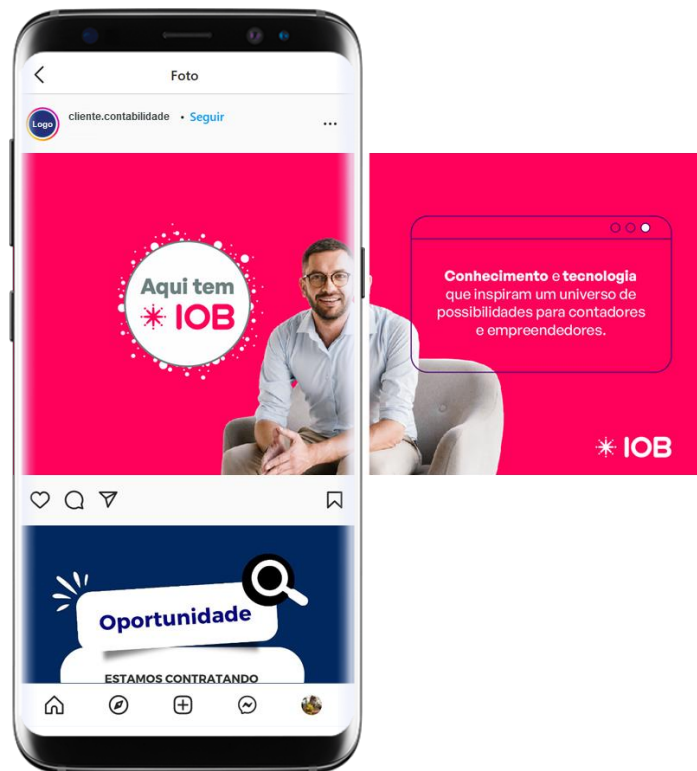 Foto
Logo
cliente.contabilidade • Seguir
Aqui tem
IOB
Conhecimento e tecnologia
que inspiram um universo de
possibilidades para contadores
e empreendedores.
IOB
Oportunidade
ESTAMOS CONTRATANDO